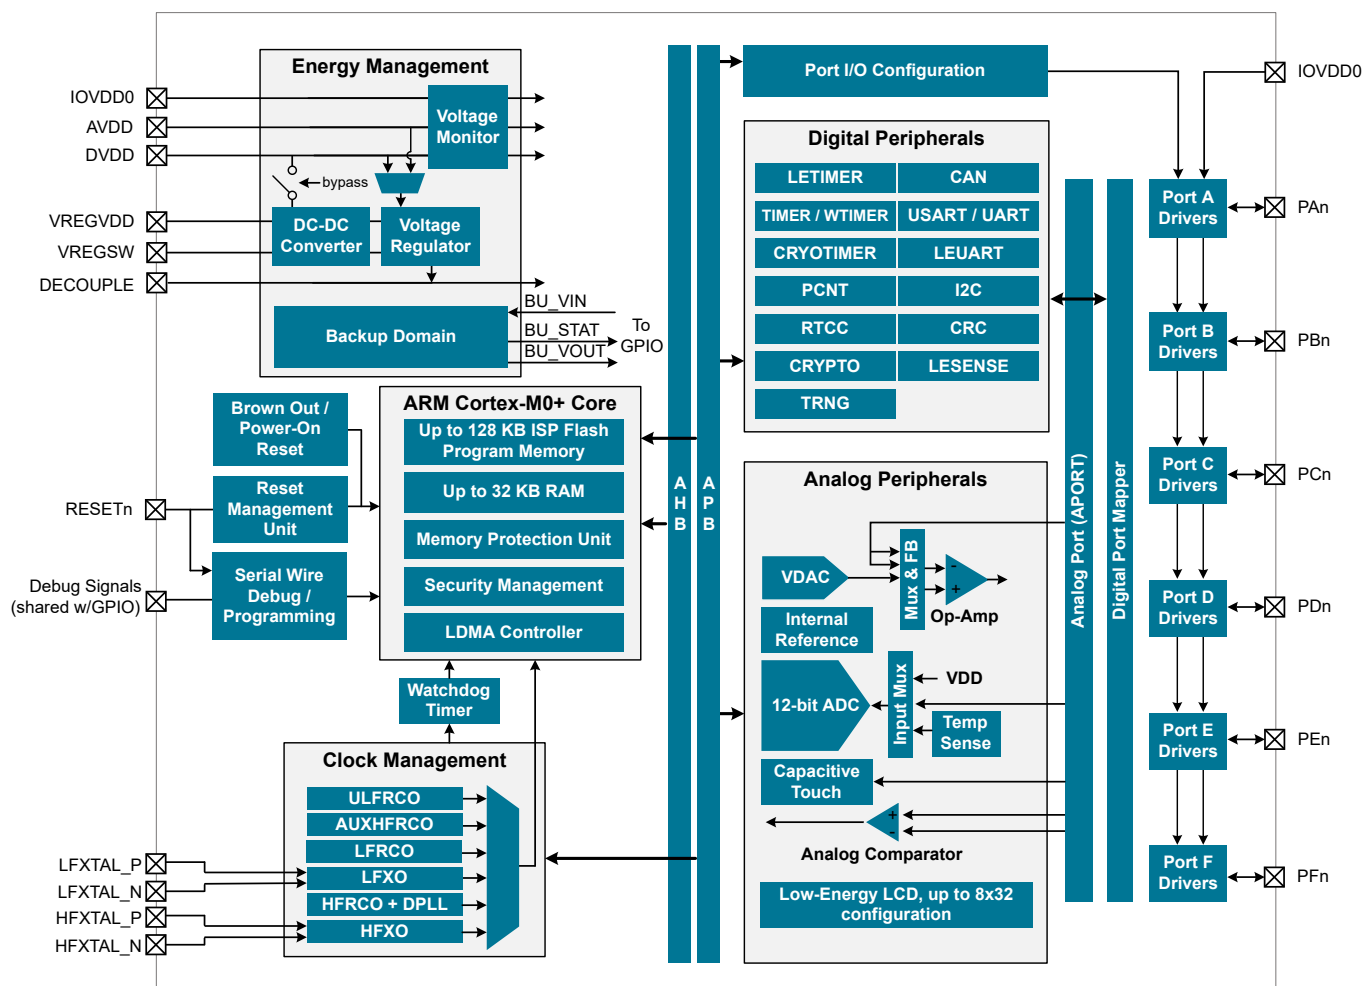 Energy Management
IOVDD0
AVDD
DVDD
Voltage
Monitor
bypass
VREGVDD
VREGSW
DECOUPLE
DC-DC
Converter
Voltage
Regulator
Backup Domain
BU_VIN
BU_STAT
BU_VOUT
To
GPIO
Brown Out /
Power-On
Reset
Reset
Management
Unit
Serial Wire
Debug /
Programming
RESETn
Debug Signals
(shared w/GPIO)
ARM Cortex-M0+ Core
Up to 128 KB ISP Flash
Program Memory
Up to 32 KB RAM
Memory Protection Unit
Security Management
LDMA Controller
Watchdog
Timer
Clock Management
ULFRCO
AUXHFRCO
LFRCO
LFXO
HFRCO + DPLL
HFXO
LFXTAL_P
LFXTAL_N
HFXTAL_P
HFXTAL_N
A
H
B
A
P
B
Port I/O Configuration
Digital Peripherals
LETIMER
CAN
TIMER / WTIMER
USART / UART
CRYOTIMER
LEUART
PCNT
I2C
RTCC
CRC
CRYPTO
LESENSE
TRNG
Analog Peripherals
VDAC
Mux & FB
-
+
Op-Amp
Internal
Reference
12-bit ADC
Input Mux
VDD
Temp
Sense
Capacitive
Touch
+
-
Analog Comparator
Low-Energy LCD, up to 8x32
configuration
Analog Port (APORT)
Digital Port Mapper
IOVDD0
Port A
Drivers
PAn
Port B
Drivers
PBn
Port C
Drivers
PCn
Port D
Drivers
PDn
Port E
Drivers
PEn
Port F
Drivers
PFn